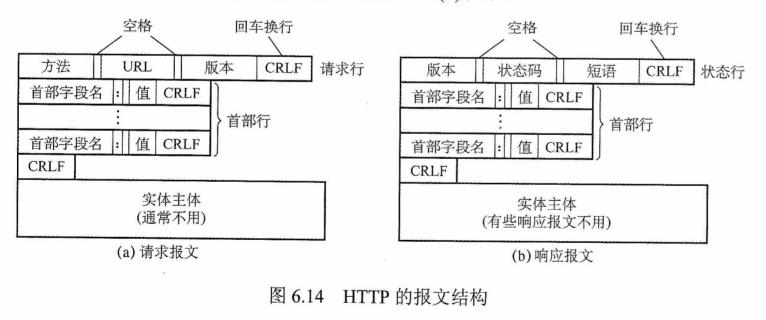 空格 回车换行
方法 URL 版本 CRLF 请求行
首部字段名 : 值 CRLF
⋮
首部字段名 : 值 CRLF
首部行
CRLF
实体主体
(通常不用)
(a) 请求报文
空格 回车换行
版本 状态码 短语 CRLF 状态行
首部字段名 : 值 CRLF
⋮
首部字段名 : 值 CRLF
首部行
CRLF
实体主体
(有些响应报文不用)
(b) 响应报文
图 6.14 HTTP 的报文结构